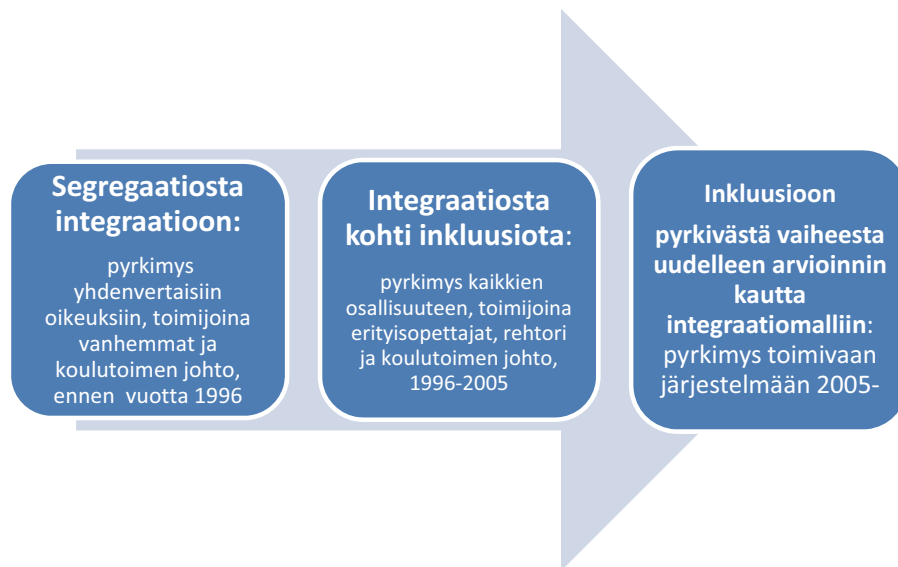 Segregaatiosta
integraatioon:
pyrkimys
yhdenvertaisiin
oikeuksiin, toimijoina
vanhemmat ja
koulutoimen johto,
ennen vuotta 1996
Integraatiosta
kohti inkluusiota:
pyrkimys kaikkien
osallisuuteen, toimijoina
erityisopettajat, rehtori
ja koulutoimen johto,
1996-2005
Inkluusioon
pyrkivästä vaiheesta
uudelleen arvioinnin
kautta
integraatiomalliin:
pyrkimys toimivaan
järjestelmään 2005-